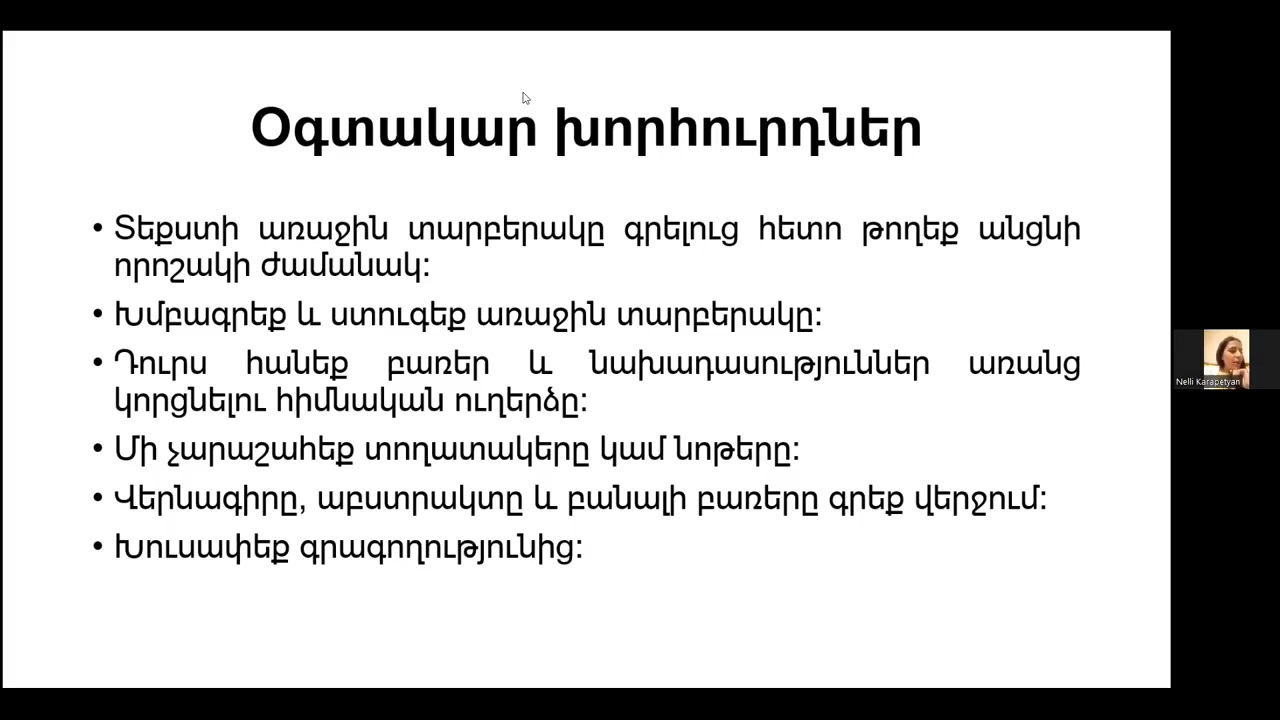 Օգտակար խորհուրդներ
• Տեքստի առաջին տարբերակը գրելուց հետո թողեք անցնի
որոշակի ժամանակ:
• Խմբագրեք և ստուգեք առաջին տարբերակը:
• Դուրս հանեք բառեր և նախադասություններ առանց
կորցնելու հիմնական ուղերձը:
• Մի չարաշահեք տողատակերը կամ նոթերը:
• Վերնագիրը, աբստրակտը և բանալի բառերը գրեք վերջում:
• Խուսափեք գրագողությունից:
Nelli Karapetyan